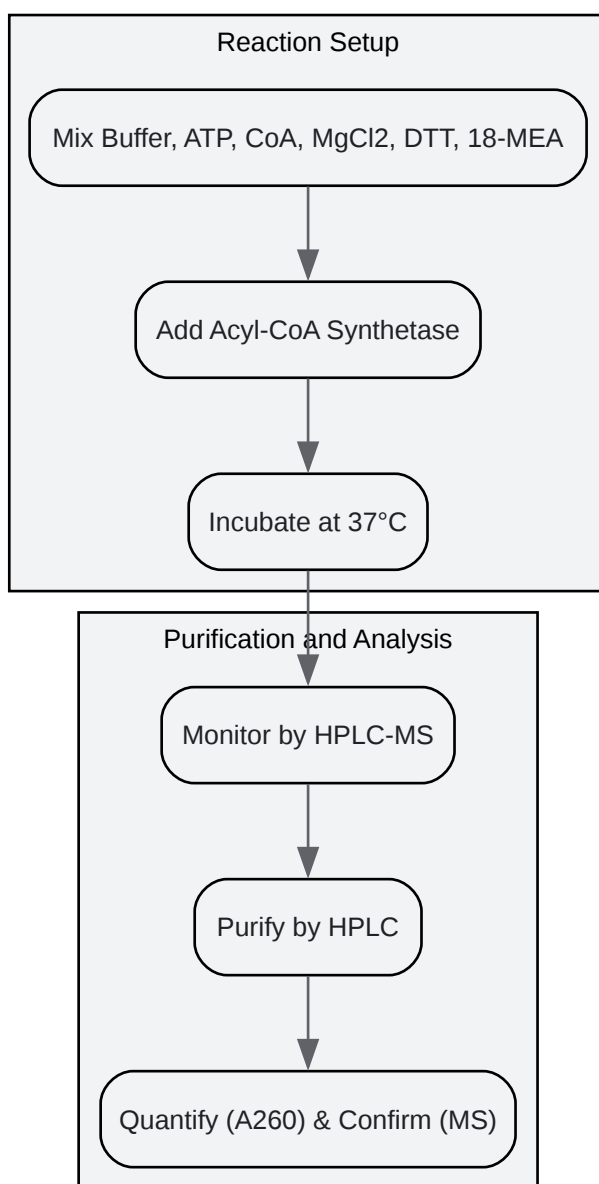 Reaction Setup
Mix Buffer, ATP, CoA, MgCl2, DTT, 18-MEA
Add Acyl-CoA Synthetase
Incubate at 37°C
Purification and Analysis
Monitor by HPLC-MS
Purify by HPLC
Quantify (A260) & Confirm (MS)